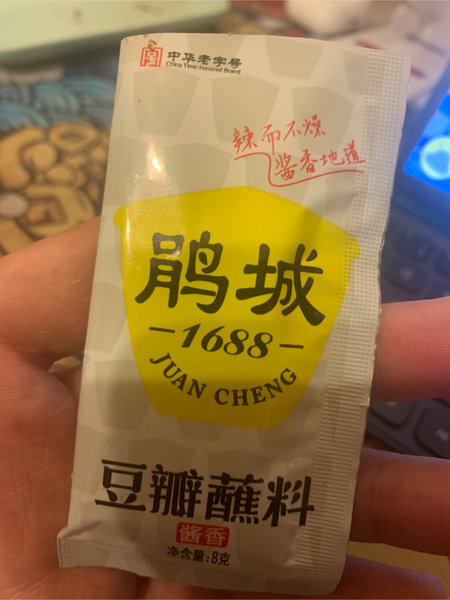 中华老字号
China Time-honored Brand
辣而不燥
酱香地道
鹃城
1688
JUAN CHENG
豆瓣蘸料
酱香
净含量:8克